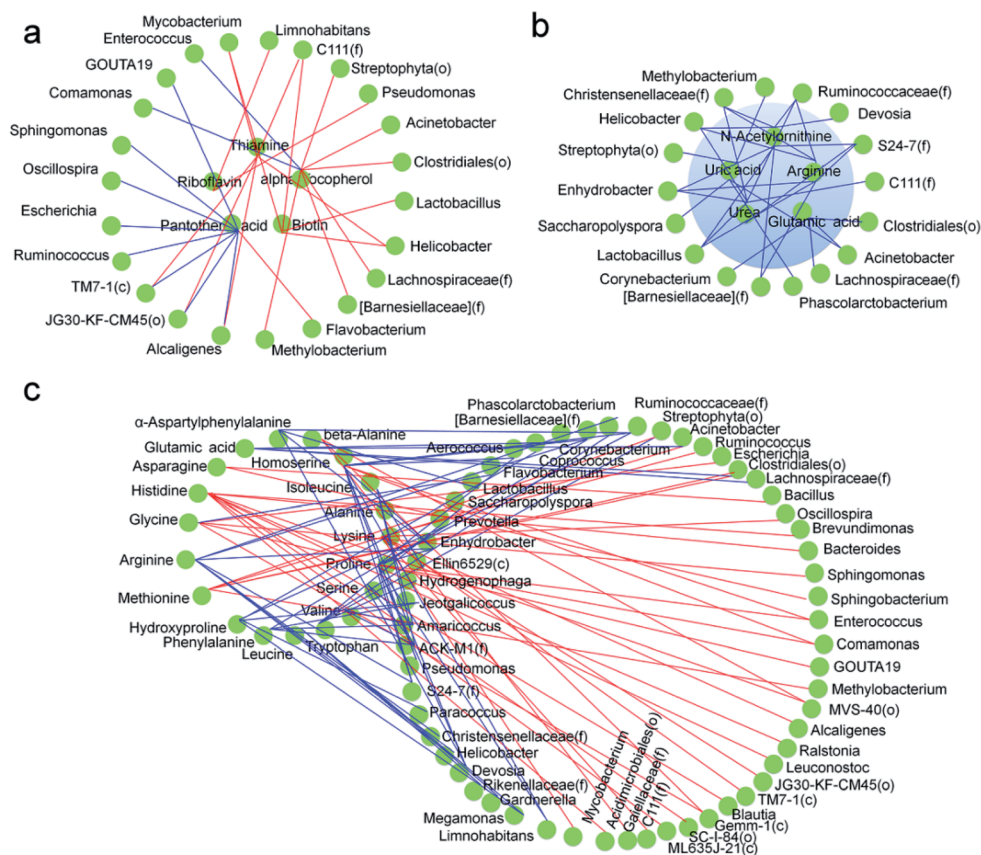 a
Mycobacterium
Enterococcus
GOUTA19
Comamonas
Sphingomonas
Oscillospira
Escherichia
Ruminococcus
TM7-1(c)
JG30-KF-CM45(o)
Alcaligenes
Limnohabitans
C111(f)
Streptophyta(o)
Pseudomonas
Acinetobacter
Clostridiales(o)
Lactobacillus
Helicobacter
Lachnospiraceae(f)
[Barnesiellaceae](f)
Flavobacterium
Methylobacterium
Thiamine
Riboflavin
alpha-Tocopherol
Pantothenic acid
Biotin
b
Methylobacterium
Christensenellaceae(f)
Helicobacter
Streptophyta(o)
Enhydrobacter
Saccharopolyspora
Lactobacillus
Corynebacterium
[Barnesiellaceae](f)
Ruminococcaceae(f)
Devosia
S24-7(f)
C111(f)
Clostridiales(o)
Acinetobacter
Lachnospiraceae(f)
Phascolarctobacterium
N-Acetylornithine
Uric acid
Arginine
Urea
Glutamic acid
c
α-Aspartylphenylalanine
beta-Alanine
Glutamic acid
Homoserine
Asparagine
Isoleucine
Histidine
Alanine
Glycine
Lysine
Arginine
Proline
Methionine
Serine
Valine
Hydroxyproline
Phenylalanine
Leucine
Tryptophan
Phascolarctobacterium
[Barnesiellaceae](f)
Aerococcus
Corynebacterium
Coprococcus
Flavobacterium
Lactobacillus
Saccharopolyspora
Prevotella
Enhydrobacter
Ellin6529(c)
Hydrogenophaga
Jeotgalicoccus
Amaricoccus
ACK-M1(f)
Pseudomonas
S24-7(f)
Paracoccus
Christensenellaceae(f)
Helicobacter
Devosia
Rikenellaceae(f)
Gardnerella
Megamonas
Limnohabitans
Mycobacterium
Acidimicrobiales(o)
Gaiellaceae(f)
C111(f)
Ruminococcaceae(f)
Streptophyta(o)
Acinetobacter
Ruminococcus
Escherichia
Clostridiales(o)
Lachnospiraceae(f)
Bacillus
Oscillospira
Brevundimonas
Bacteroides
Sphingomonas
Sphingobacterium
Enterococcus
Comamonas
GOUTA19
Methylobacterium
MVS-40(o)
Alcaligenes
Ralstonia
Leuconostoc
JG30-KF-CM45(o)
TM7-1(c)
Blautia
Gemm-1(c)
SC-I-84(o)
ML635J-21(c)